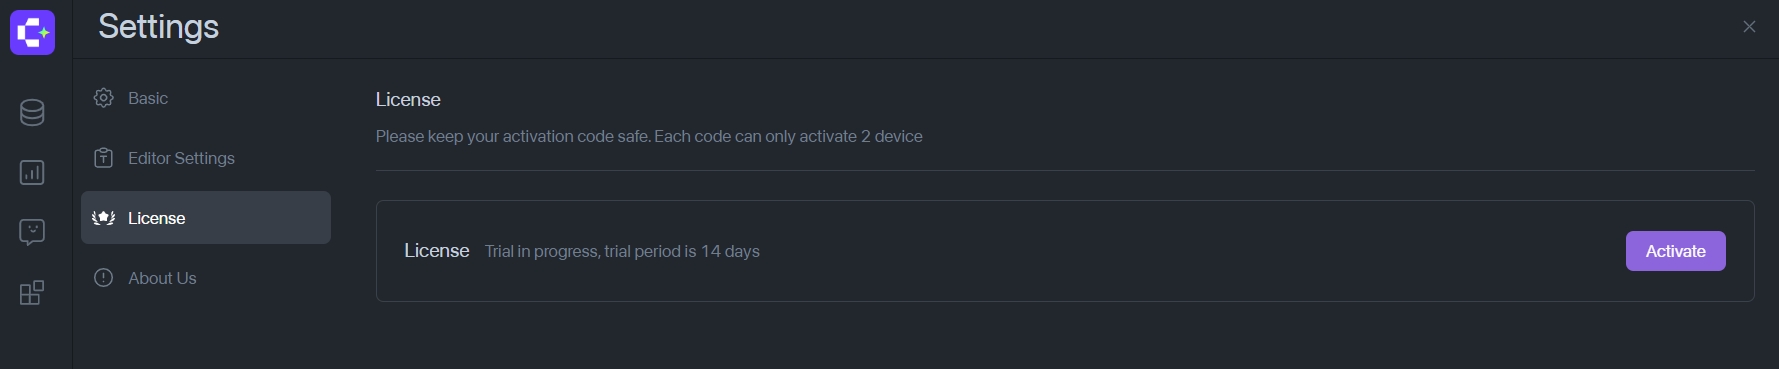 Settings
Basic
Editor Settings
License
About Us
License
Please keep your activation code safe. Each code can only activate 2 device
License Trial in progress, trial period is 14 days
Activate